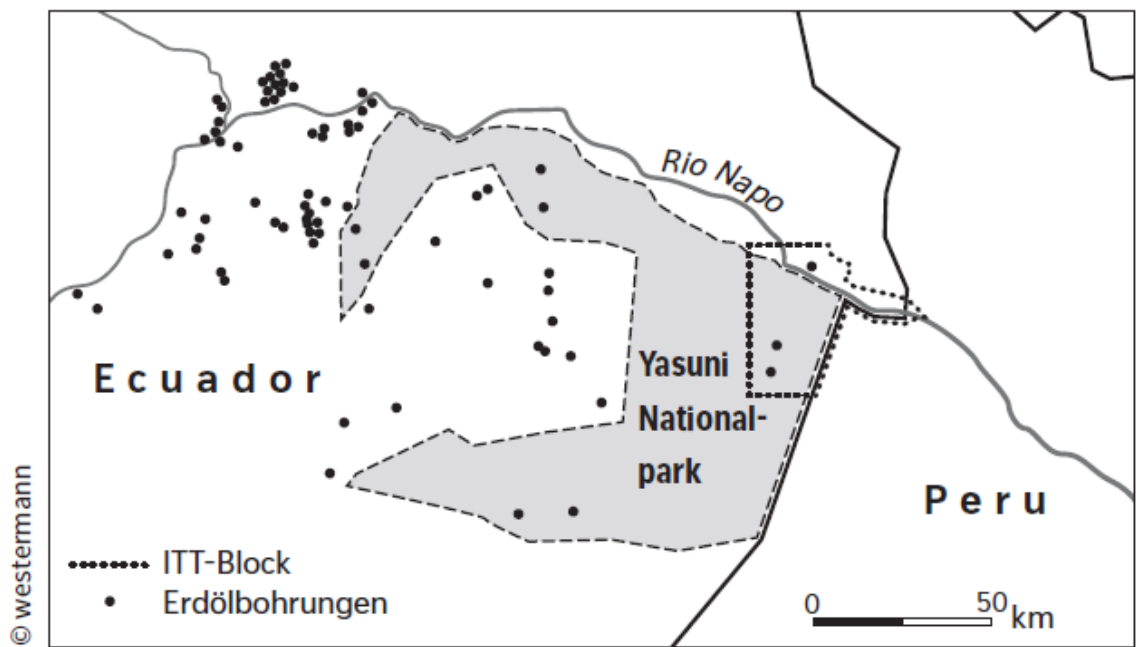 Rio Napo
Ecuador
Yasuni
National-
park
Peru
ITT-Block
Erdölbohrungen
0 50 km
© westermann